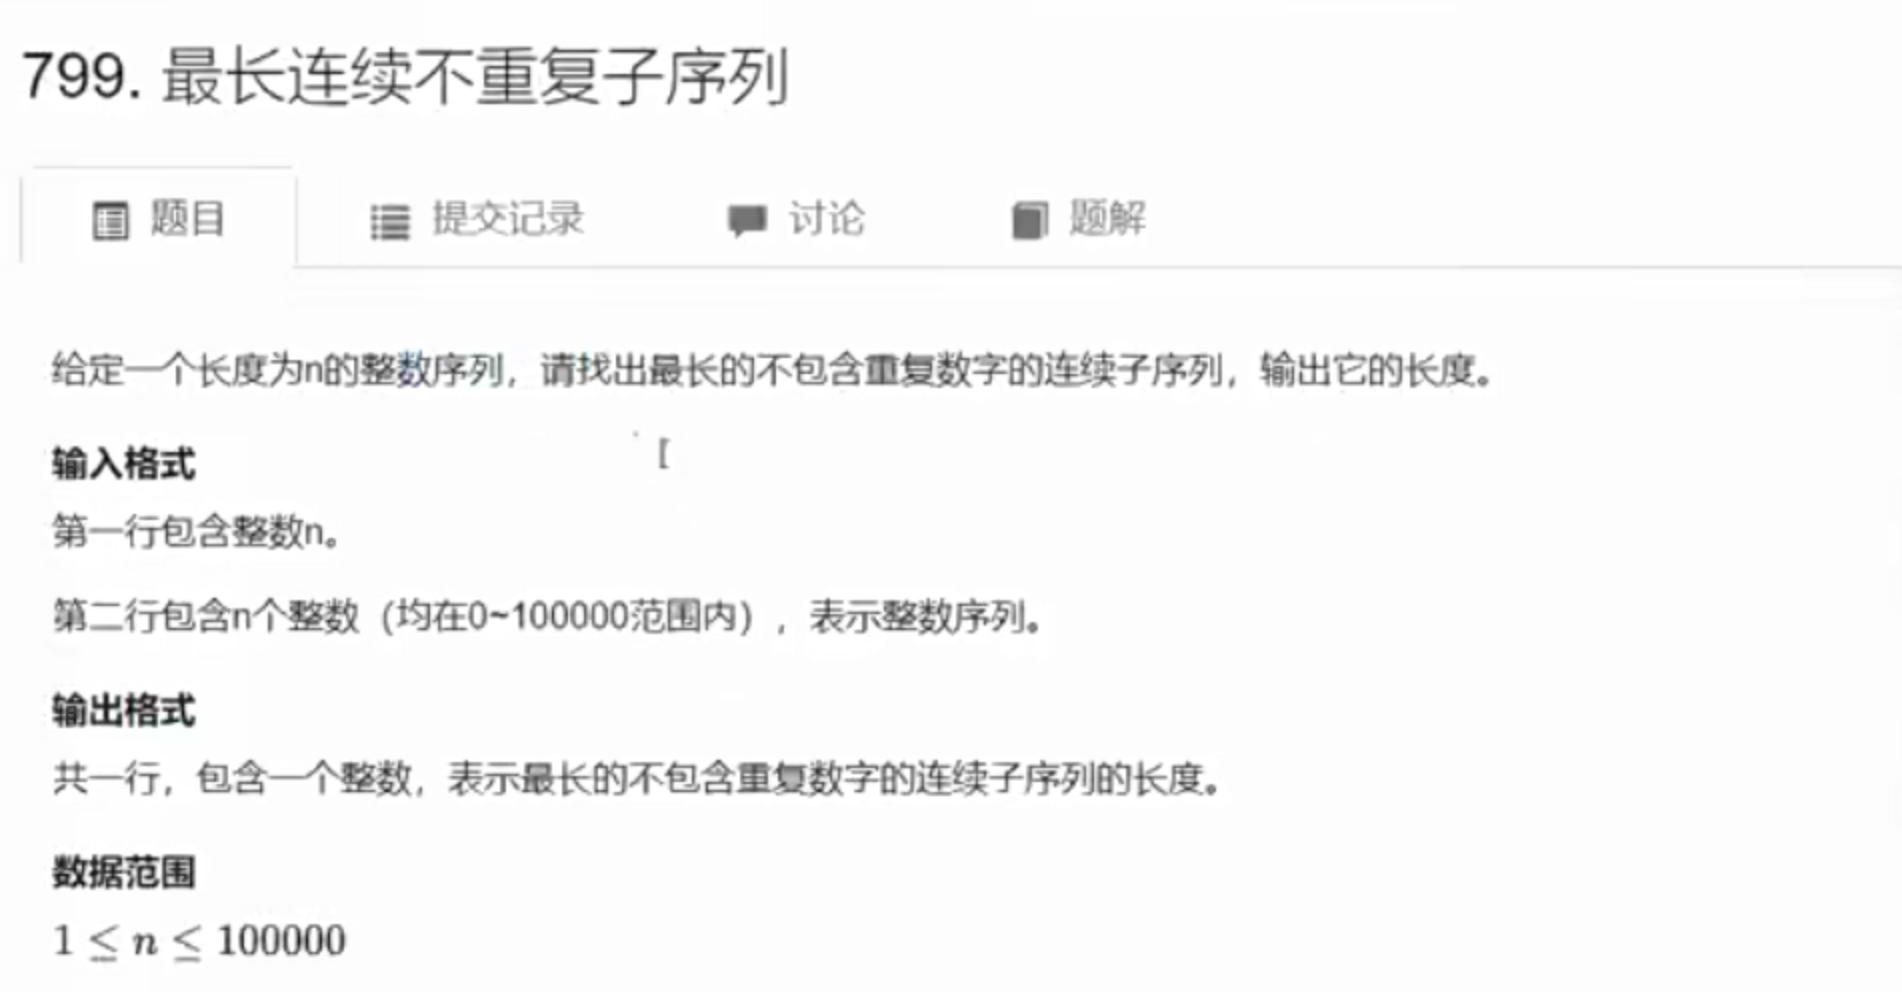 799. 最长连续不重复子序列
题目 提交记录 讨论 题解
给定一个长度为n的整数序列，请找出最长的不包含重复数字的连续子序列，输出它的长度。
输入格式
第一行包含整数n。
第二行包含n个整数（均在0~100000范围内），表示整数序列。
输出格式
共一行，包含一个整数，表示最长的不包含重复数字的连续子序列的长度。
数据范围
1 ≤ n ≤ 100000